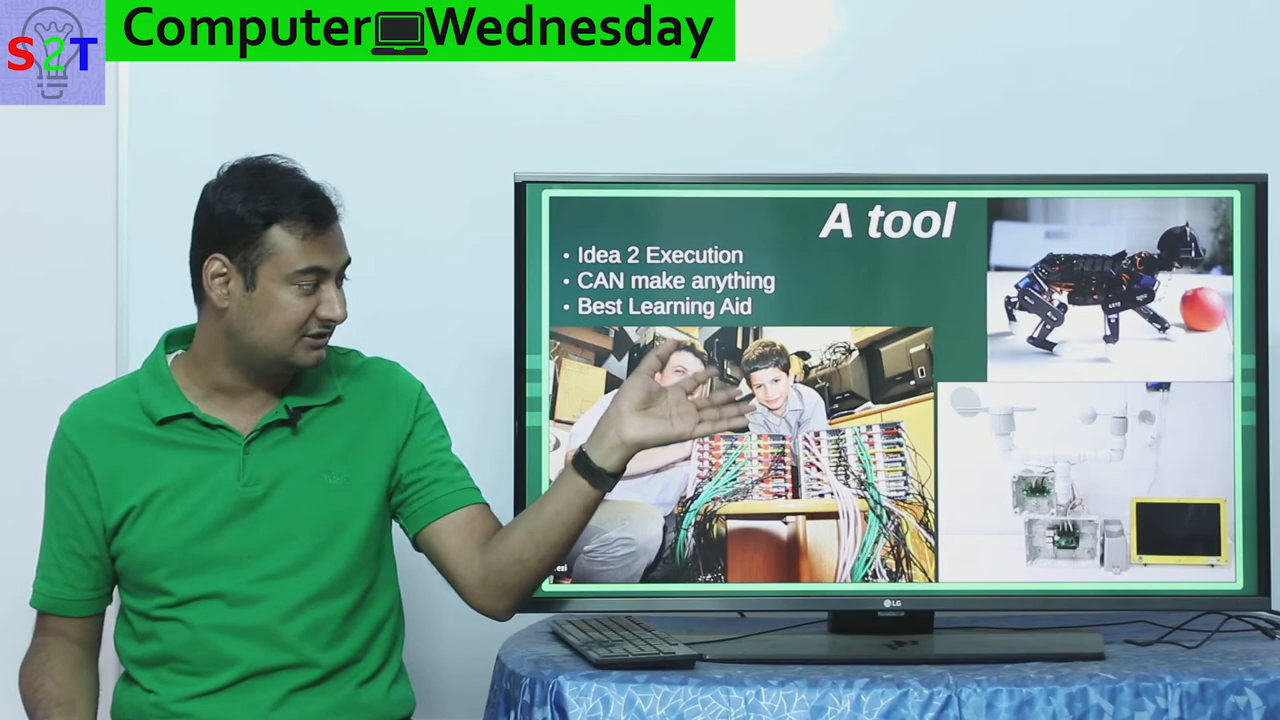 S2T
Computer Wednesday
A tool
• Idea 2 Execution
• CAN make anything
• Best Learning Aid
LG